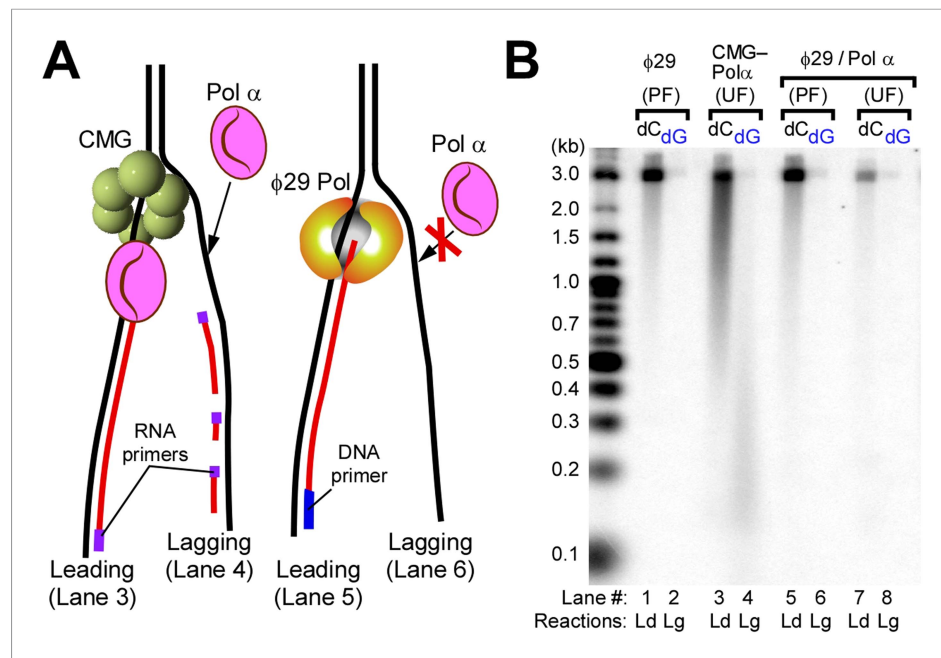 A
CMG
Pol α
RNA
primers
Leading
(Lane 3)
Lagging
(Lane 4)
ϕ29 Pol
Pol α
DNA
primer
Leading
(Lane 5)
Lagging
(Lane 6)
B
ϕ29
(PF)
CMG–
Polα
(UF)
ϕ29 / Pol α
(PF) (UF)
dC dG dC dG dC dG dC dG
(kb)
3.0
2.0
1.5
1.0
0.7
0.5
0.4
0.3
0.2
0.1
Lane #: 1 2 3 4 5 6 7 8
Reactions: Ld Lg Ld Lg Ld Lg Ld Lg